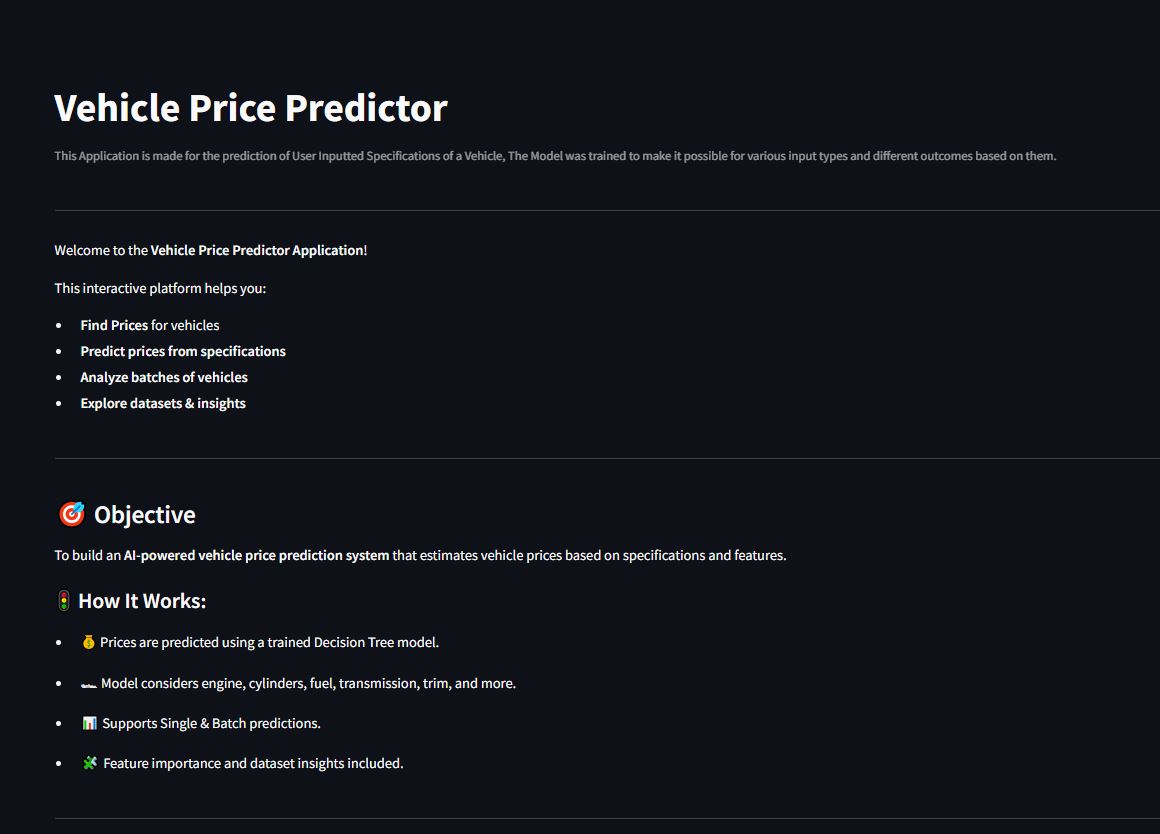 Vehicle Price Predictor
This Application is made for the prediction of User Inputted Specifications of a Vehicle, The Model was trained to make it possible for various input types and different outcomes based on them.
Welcome to the Vehicle Price Predictor Application!
This interactive platform helps you:
• Find Prices for vehicles
• Predict prices from specifications
• Analyze batches of vehicles
• Explore datasets & insights
🎯 Objective
To build an AI-powered vehicle price prediction system that estimates vehicle prices based on specifications and features.
🚦 How It Works:
• 💰 Prices are predicted using a trained Decision Tree model.
• 🏎 Model considers engine, cylinders, fuel, transmission, trim, and more.
• 📊 Supports Single & Batch predictions.
• 🧩 Feature importance and dataset insights included.